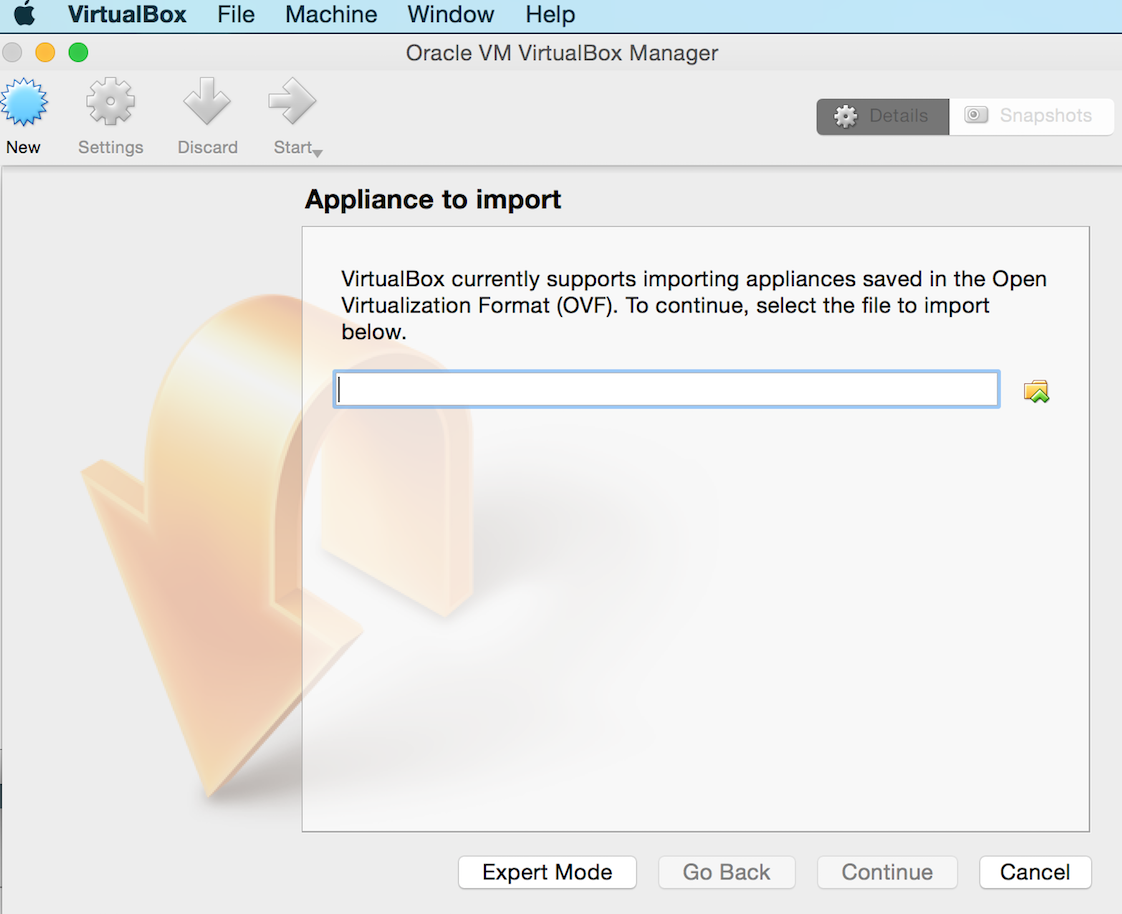 VirtualBox File Machine Window Help
Oracle VM VirtualBox Manager
New Settings Discard Start Details Snapshots
Appliance to import
VirtualBox currently supports importing appliances saved in the Open
Virtualization Format (OVF). To continue, select the file to import
below.
Expert Mode Go Back Continue Cancel